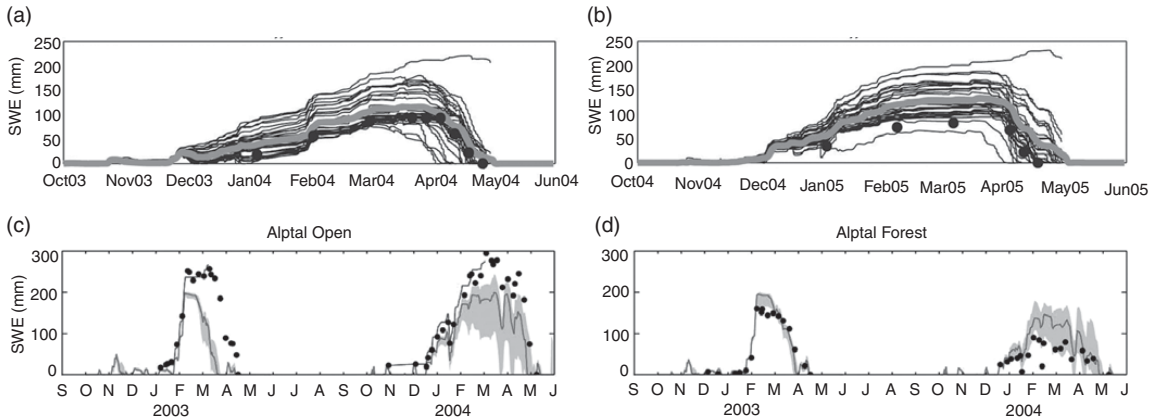 (a)
250
200
150
100
50
0
SWE (mm)
Oct03 Nov03 Dec03 Jan04 Feb04 Mar04 Apr04 May04 Jun04
(b)
250
200
150
100
50
0
SWE (mm)
Oct04 Nov04 Dec04 Jan05 Feb05 Mar05 Apr05 May05 Jun05
(c)
Alptal Open
300
200
100
0
SWE (mm)
S O N D J F M A M J J A S O N D J F M A M J
2003 2004
(d)
Alptal Forest
300
200
100
0
S O N D J F M A M J J A S O N D J F M A M J
2003 2004